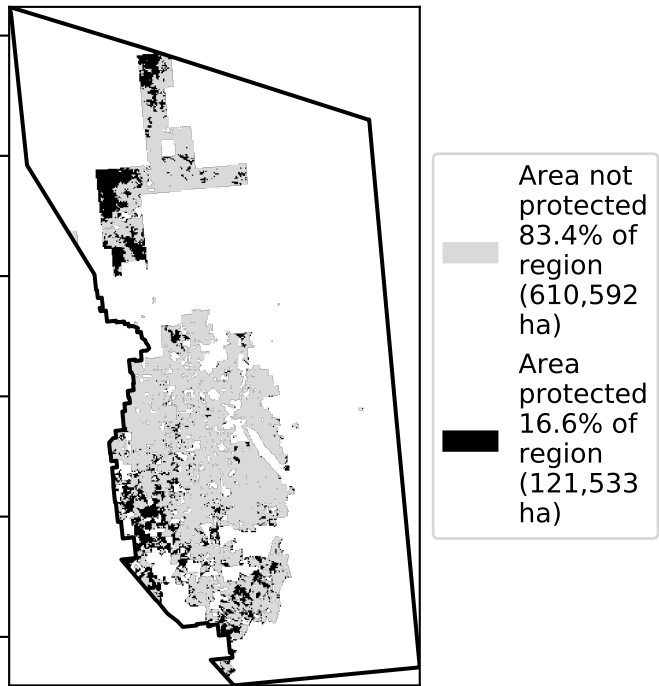 Area not
protected
83.4% of
region
(610,592
ha)
Area
protected
16.6% of
region
(121,533
ha)